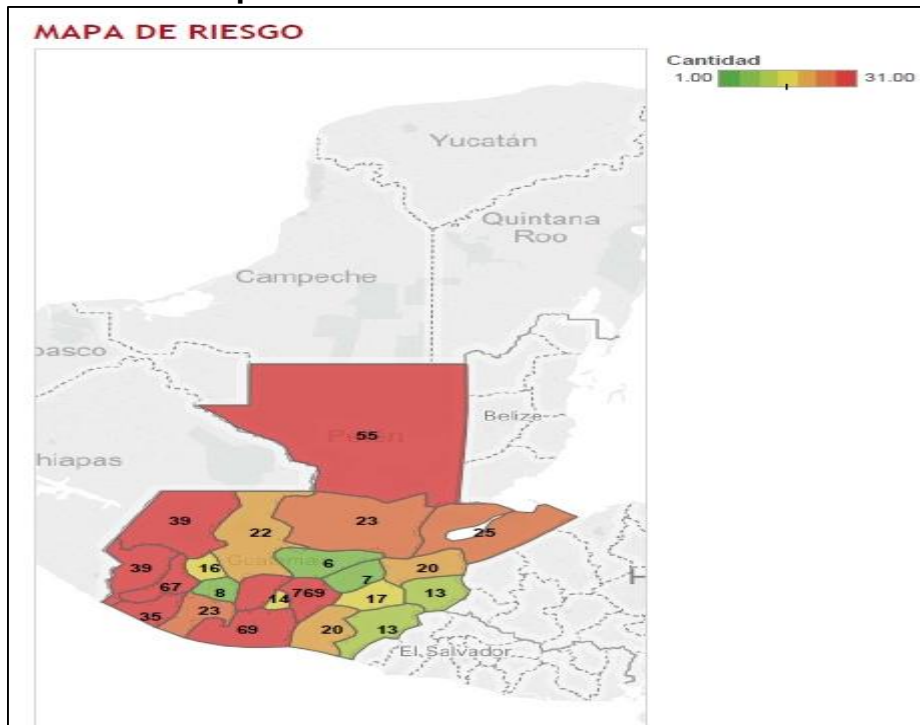 MAPA DE RIESGO
Cantidad
1.00 31.00
Yucatán
Quintana
Roo
Campeche
basco
Belize
Petén
55
hiapas
39 22 23 25
39 16 Guatemala 6 20
67 8 7 13
14 769 17
35 23 69 20 13
El Salvador
H